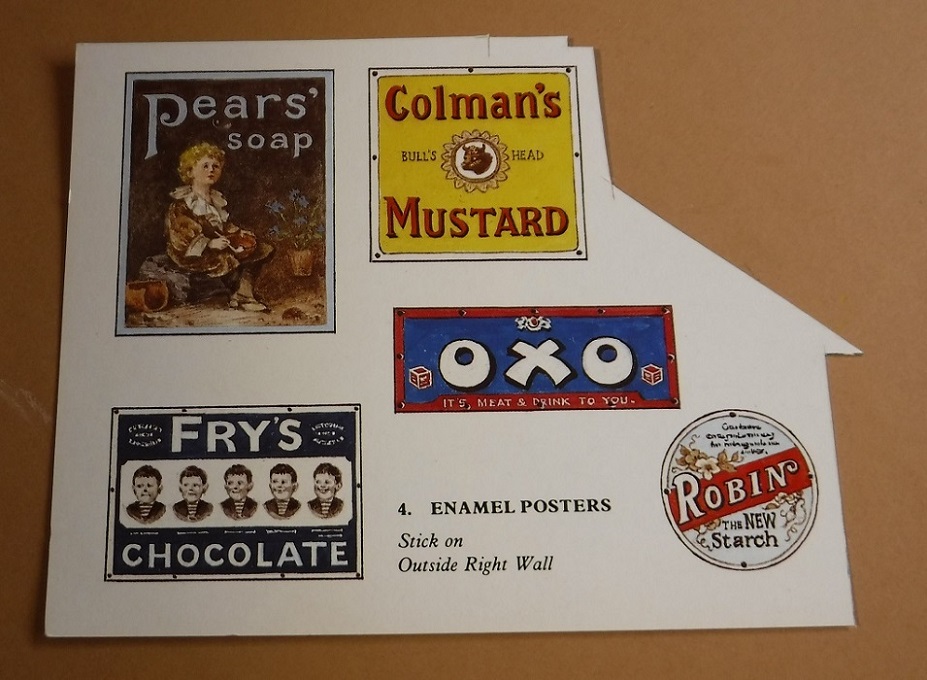 Pears'
soap
Colman's
BULL'S HEAD
MUSTARD
OXO
IT'S MEAT & DRINK TO YOU.
FRY'S
CHOCOLATE
4. ENAMEL POSTERS
Stick on
Outside Right Wall
ROBIN
THE NEW
Starch